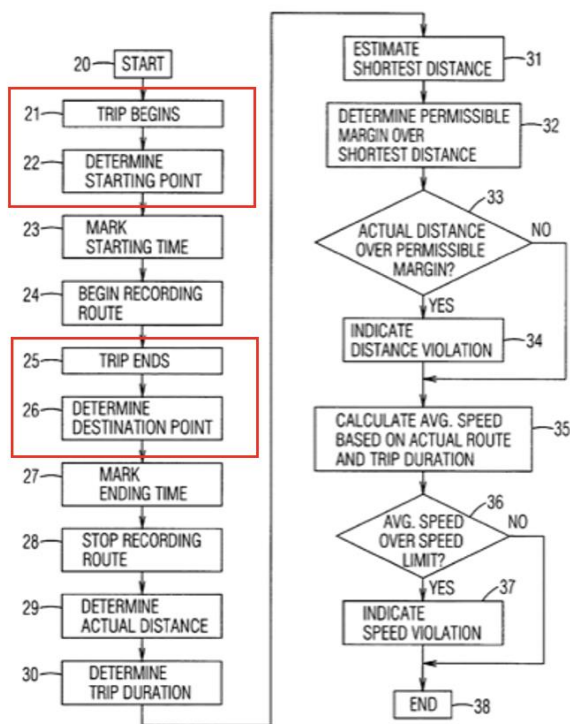 20 START
21 TRIP BEGINS
22 DETERMINE
STARTING POINT
23 MARK
STARTING TIME
24 BEGIN RECORDING
ROUTE
25 TRIP ENDS
26 DETERMINE
DESTINATION POINT
27 MARK
ENDING TIME
28 STOP RECORDING
ROUTE
29 DETERMINE
ACTUAL DISTANCE
30 DETERMINE
TRIP DURATION
ESTIMATE
SHORTEST DISTANCE
31
DETERMINE PERMISSIBLE
MARGIN OVER
SHORTEST DISTANCE
32
33
ACTUAL DISTANCE
OVER PERMISSIBLE
MARGIN?
NO
YES
INDICATE
DISTANCE VIOLATION
34
CALCULATE AVG. SPEED
BASED ON ACTUAL ROUTE
AND TRIP DURATION
35
36
AVG. SPEED
OVER SPEED
LIMIT?
NO
YES
37
INDICATE
SPEED VIOLATION
END
38